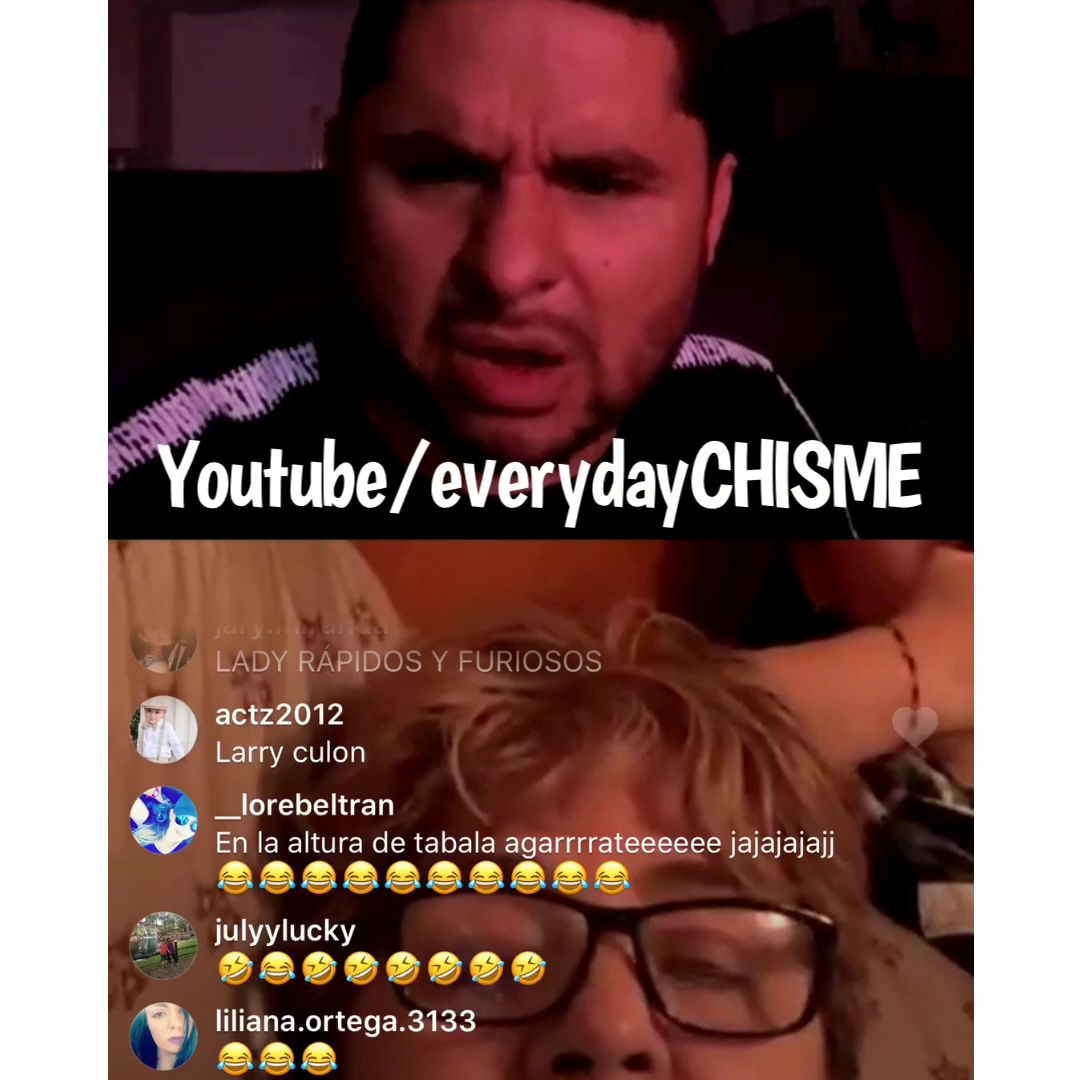 Youtube/everydayCHISME
LADY RÁPIDOS Y FURIOSOS
actz2012
Larry culon
__lorebeltran
En la altura de tabala agarrrrateeeeee jajajajajj
😂😂😂😂😂😂😂😂😂😂
julyylucky
🤣😂🤣🤣🤣🤣🤣🤣
liliana.ortega.3133
😂😂😂